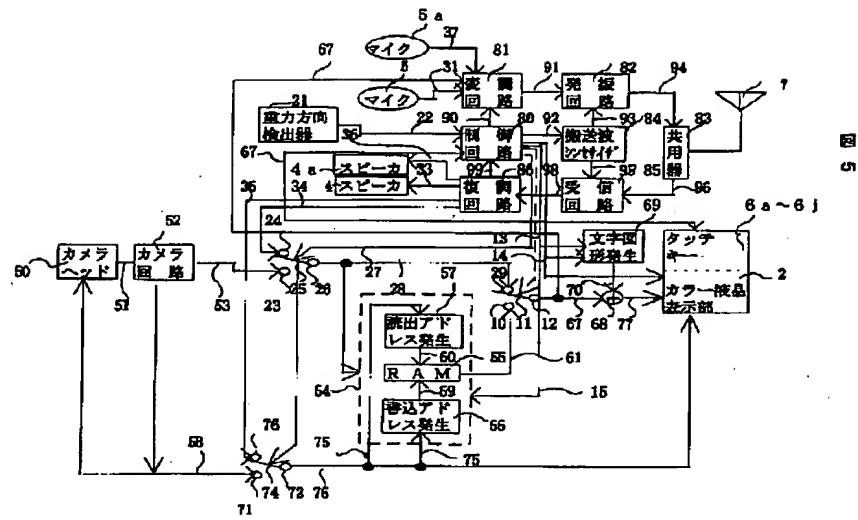 5 a
37
マイク
67
81
82
94
31
5
変調
回路
91
発振
回路
7
マイク
21
重力方向
検出器
90
80
92
93
84
83
22
制御
回路
搬送波
シンセサイザ
共用器
図5
35
67
4 a
スピーカ
33
99
86
98
95
85
4
スピーカ
復調
回路
受信
回路
96
36
34
69
6 a～6 j
52
24
13
文字図
形発生
タッチ
キー
50
カメラ
ヘッド
カメラ
回路
14
2
27
57
29
70
カラー液晶
表示部
51
53
25
26
23
28
10
11
12
67
68
77
読出アド
レス発生
60
55
61
54
RAM
59
15
書込アド
レス発生
56
76
75
75
58
74
72
76
71